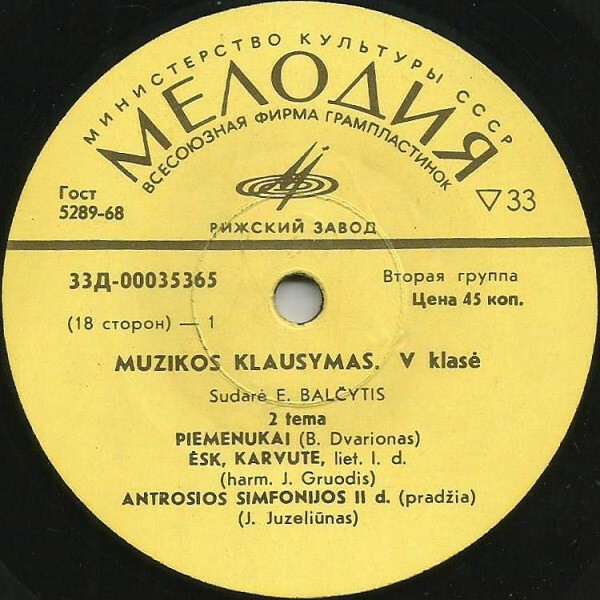 МИНИСТЕРСТВО КУЛЬТУРЫ СССР
МЕЛОДИЯ
ВСЕСОЮЗНАЯ ФИРМА ГРАМПЛАСТИНОК
Гост
5289-68
▽33
РИЖСКИЙ ЗАВОД
33Д-00035365
Вторая группа
Цена 45 коп.
(18 сторон) — 1
MUZIKOS KLAUSYMAS. V klasė
Sudarė E. BALČYTIS
2 tema
PIEMENUKAI (B. Dvarionas)
ĖSK, KARVUTE, liet. l. d.
(harm. J. Gruodis)
ANTROSIOS SIMFONIJOS II d. (pradžia)
(J. Juzeliūnas)